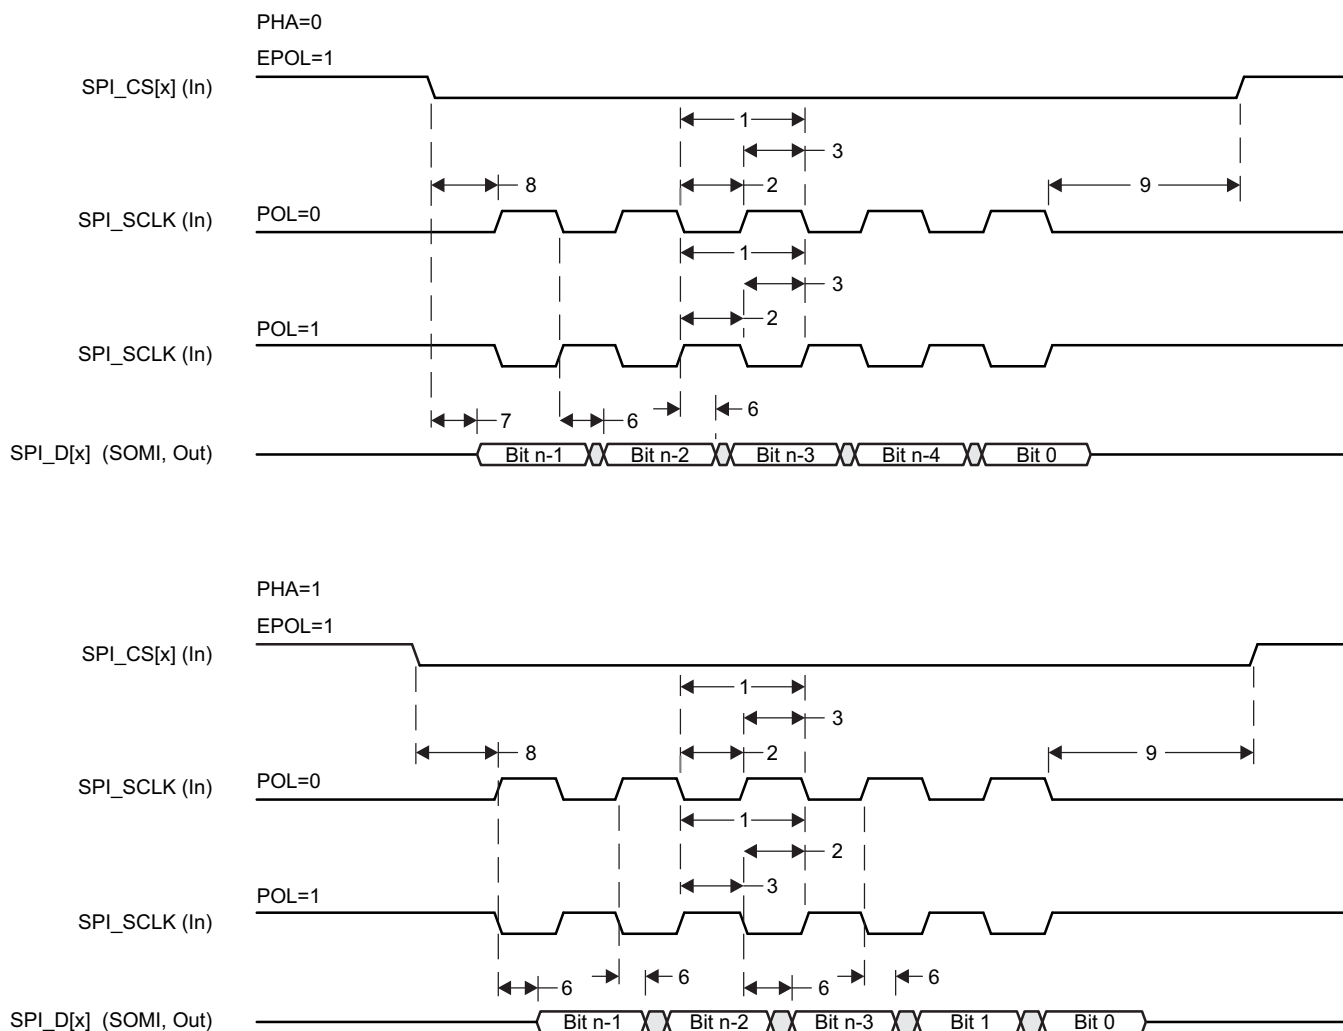 PHA=0
EPOL=1
SPI_CS[x] (In)
1
3
8
2
9
POL=0
SPI_SCLK (In)
1
3
2
POL=1
SPI_SCLK (In)
7
6
6
SPI_D[x] (SOMI, Out)
Bit n-1
Bit n-2
Bit n-3
Bit n-4
Bit 0
PHA=1
EPOL=1
SPI_CS[x] (In)
1
3
8
2
9
POL=0
SPI_SCLK (In)
1
2
3
POL=1
SPI_SCLK (In)
6
6
6
6
SPI_D[x] (SOMI, Out)
Bit n-1
Bit n-2
Bit n-3
Bit 1
Bit 0